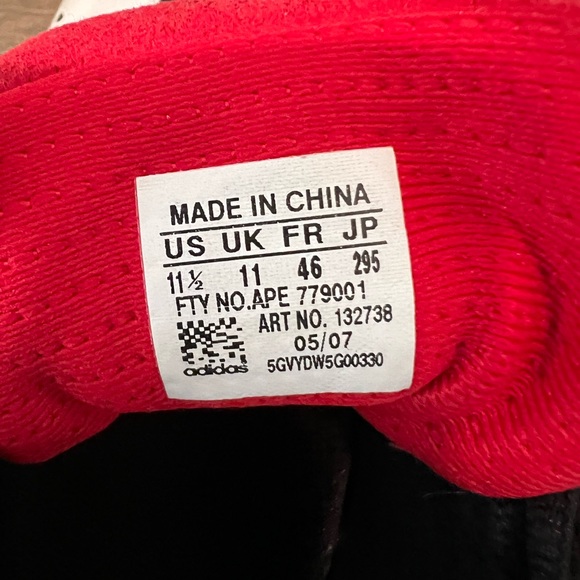 MADE IN CHINA
US UK FR JP
11½ 11 46 295
FTY NO.APE 779001
ART NO. 132738
05/07
adidas 5GVYDW5G00330